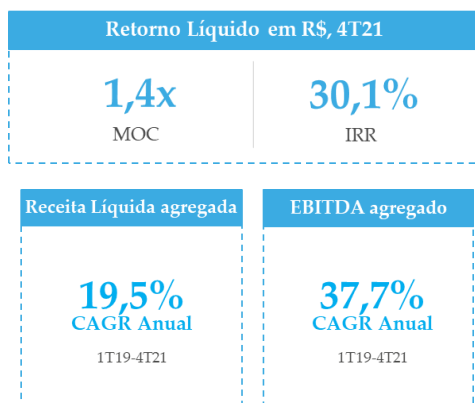 Retorno Líquido em R$, 4T21
1,4x
MOC
30,1%
IRR
Receita Líquida agregada
19,5%
CAGR Anual
1T19-4T21
EBITDA agregado
37,7%
CAGR Anual
1T19-4T21